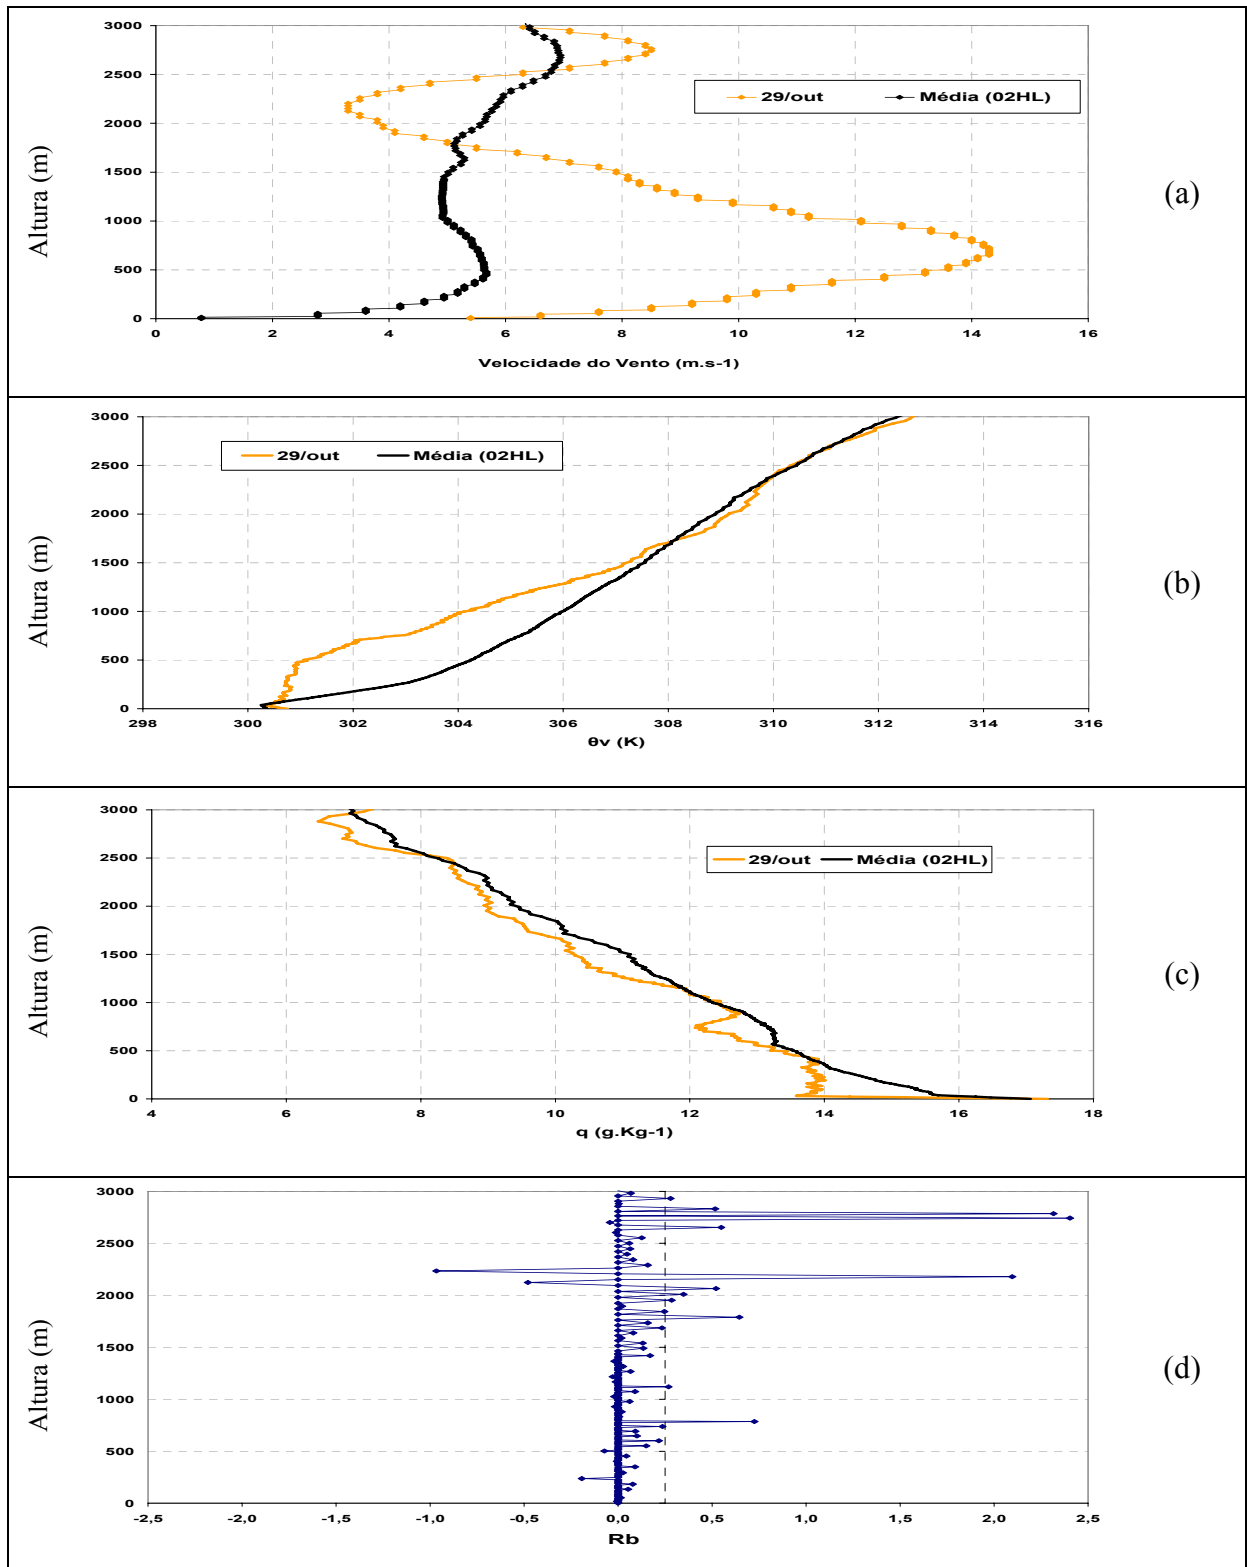 3000
2500
2000
1500
1000
500
0
Altura (m)
29/out Média (02HL)
0 2 4 6 8 10 12 14 16
Velocidade do Vento (m.s-1)
(a)
3000
2500
2000
1500
1000
500
0
Altura (m)
29/out Média (02HL)
298 300 302 304 306 308 310 312 314 316
θv (K)
(b)
3000
2500
2000
1500
1000
500
0
Altura (m)
29/out Média (02HL)
4 6 8 10 12 14 16 18
q (g.Kg-1)
(c)
3000
2500
2000
1500
1000
500
0
Altura (m)
-2,5 -2,0 -1,5 -1,0 -0,5 0,0 0,5 1,0 1,5 2,0 2,5
Rb
(d)